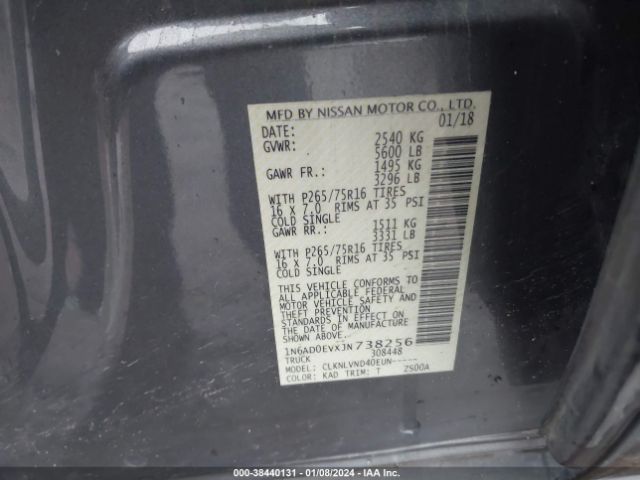 MFD BY NISSAN MOTOR CO., LTD.
DATE: 01/18
GVWR: 2540 KG
5600 LB
GAWR FR.: 1495 KG
3296 LB
WITH P265/75R16 TIRES
16 X 7.0 RIMS AT 35 PSI
COLD SINGLE
GAWR RR.: 1511 KG
3331 LB
WITH P265/75R16 TIRES
16 X 7.0 RIMS AT 35 PSI
COLD SINGLE
THIS VEHICLE CONFORMS TO
ALL APPLICABLE FEDERAL
MOTOR VEHICLE SAFETY AND
THEFT PREVENTION
STANDARDS IN EFFECT ON
THE DATE OF MANUFACTURE
SHOWN ABOVE.
1N6AD0EVXJN738256
TRUCK 308448
MODEL: CLKNLVND40EUN-----
COLOR: KAD TRIM: T ZS00A
000-38440131 - 01/08/2024 - IAA Inc.